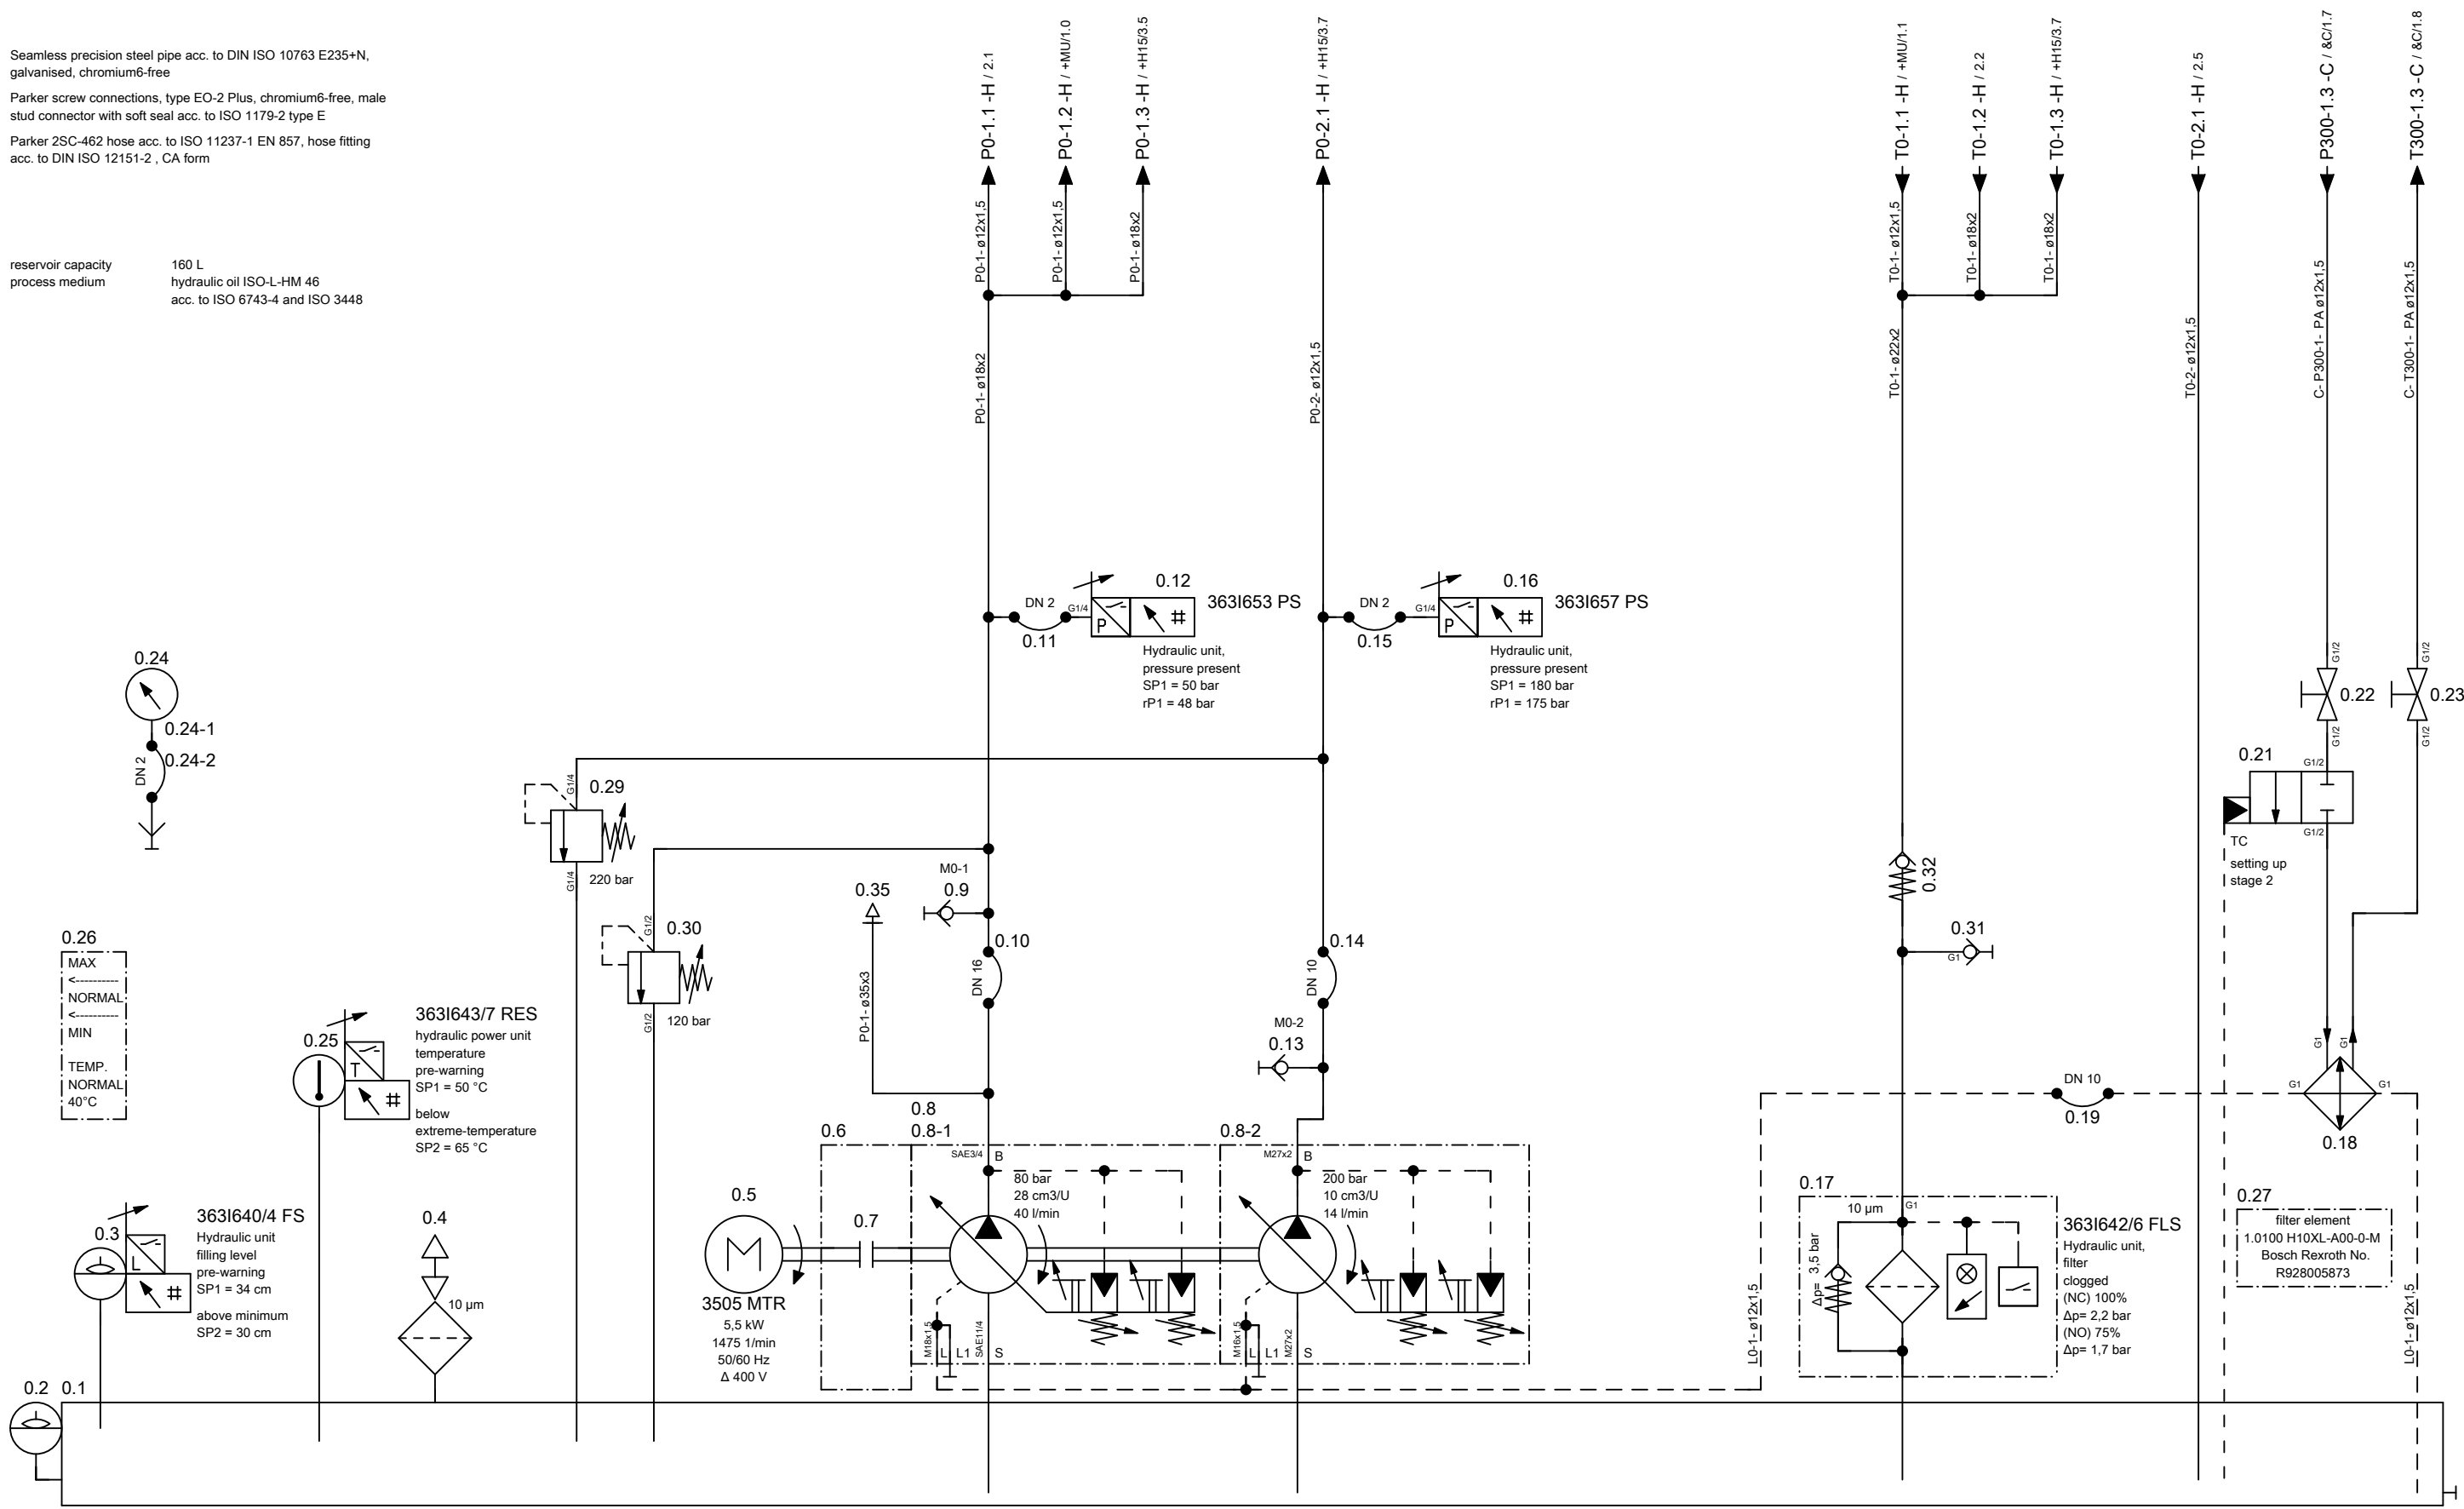 Seamless precision steel pipe acc. to DIN ISO 10763 E235+N,
galvanised, chromium6-free
Parker screw connections, type EO-2 Plus, chromium6-free, male
stud connector with soft seal acc. to ISO 1179-2 type E
Parker 2SC-462 hose acc. to ISO 11237-1 EN 857, hose fitting
acc. to DIN ISO 12151-2 , CA form
reservoir capacity 160 L
process medium hydraulic oil ISO-L-HM 46
acc. to ISO 6743-4 and ISO 3448
P0-1.1 -H / 2.1
P0-1.2 -H / +MU/1.0
P0-1.3 -H / +H15/3.5
P0-2.1 -H / +H15/3.7
T0-1.1 -H / +MU/1.1
T0-1.2 -H / 2.2
T0-1.3 -H / +H15/3.7
T0-2.1 -H / 2.5
P300-1.3 -C / &C/1.7
T300-1.3 -C / &C/1.8
P0-1- ø12x1,5
P0-1- ø12x1,5
P0-1- ø18x2
T0-1- ø12x1,5
T0-1- ø18x2
T0-1- ø18x2
P0-1- ø18x2
P0-2- ø12x1,5
T0-1- ø22x2
T0-2- ø12x1,5
C- P300-1- PA ø12x1,5
C- T300-1- PA ø12x1,5
0.12
363I653 PS
DN 2
G1/4
P
#
0.11
Hydraulic unit,
pressure present
SP1 = 50 bar
rP1 = 48 bar
0.16
363I657 PS
DN 2
G1/4
P
#
0.15
Hydraulic unit,
pressure present
SP1 = 180 bar
rP1 = 175 bar
0.24
0.24-1
0.24-2
DN 2
G1/2
0.22
G1/2
G1/2
0.23
G1/2
0.21
G1/2
G1/2
TC
setting up
stage 2
G1/4
0.29
G1/4
220 bar
G1/2
0.30
G1/2
120 bar
M0-1
0.9
0.35
P0-1- ø35x3
0.10
DN 16
0.14
DN 10
M0-2
0.13
0.32
0.31
G1
0.26
MAX
<----------
NORMAL
<----------
MIN
TEMP.
NORMAL
40°C
0.25
T
#
363I643/7 RES
hydraulic power unit
temperature
pre-warning
SP1 = 50 °C
below
extreme-temperature
SP2 = 65 °C
G1
G1
G1
G1
0.18
DN 10
0.19
0.3
L
#
363I640/4 FS
Hydraulic unit
filling level
pre-warning
SP1 = 34 cm
above minimum
SP2 = 30 cm
0.4
10 µm
0.5
M
3505 MTR
5,5 kW
1475 1/min
50/60 Hz
Δ 400 V
0.6
0.7
0.8
0.8-1
SAE3/4
B
80 bar
28 cm3/U
40 l/min
M18x1,5
L
L1
SAE11/4
S
0.8-2
M27x2
B
200 bar
10 cm3/U
14 l/min
M16x1,5
L
L1
M27x2
S
L0-1- ø12x1,5
0.17
10 µm
G1
Δp= 3,5 bar
363I642/6 FLS
Hydraulic unit,
filter
clogged
(NC) 100%
Δp= 2,2 bar
(NO) 75%
Δp= 1,7 bar
0.27
filter element
1.0100 H10XL-A00-0-M
Bosch Rexroth No.
R928005873
L0-1- ø12x1,5
0.2
0.1